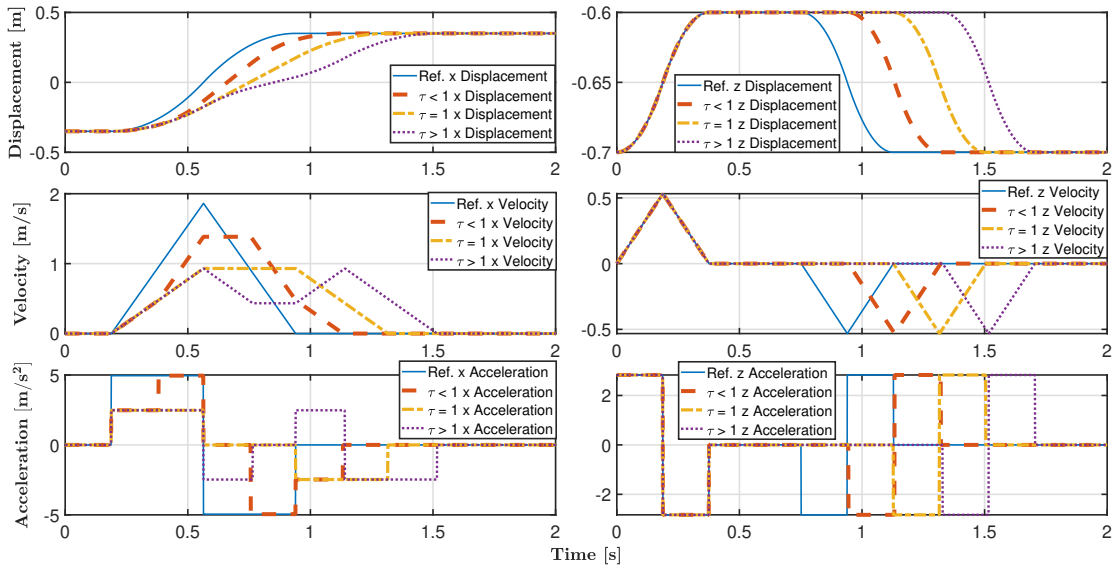 Displacement [m]
0.5
0
-0.5
0
0.5
1
1.5
2
Ref. x Displacement
τ < 1 x Displacement
τ = 1 x Displacement
τ > 1 x Displacement
-0.6
-0.65
-0.7
0
0.5
1
1.5
2
Ref. z Displacement
τ < 1 z Displacement
τ = 1 z Displacement
τ > 1 z Displacement
Velocity [m/s]
2
1
0
0
0.5
1
1.5
2
Ref. x Velocity
τ < 1 x Velocity
τ = 1 x Velocity
τ > 1 x Velocity
0.5
0
-0.5
0
0.5
1
1.5
2
Ref. z Velocity
τ < 1 z Velocity
τ = 1 z Velocity
τ > 1 z Velocity
Acceleration [m/s²]
5
0
-5
0
0.5
1
1.5
2
Ref. x Acceleration
τ < 1 x Acceleration
τ = 1 x Acceleration
τ > 1 x Acceleration
2
0
-2
0
0.5
1
1.5
2
Ref. z Acceleration
τ < 1 z Acceleration
τ = 1 z Acceleration
τ > 1 z Acceleration
Time [s]